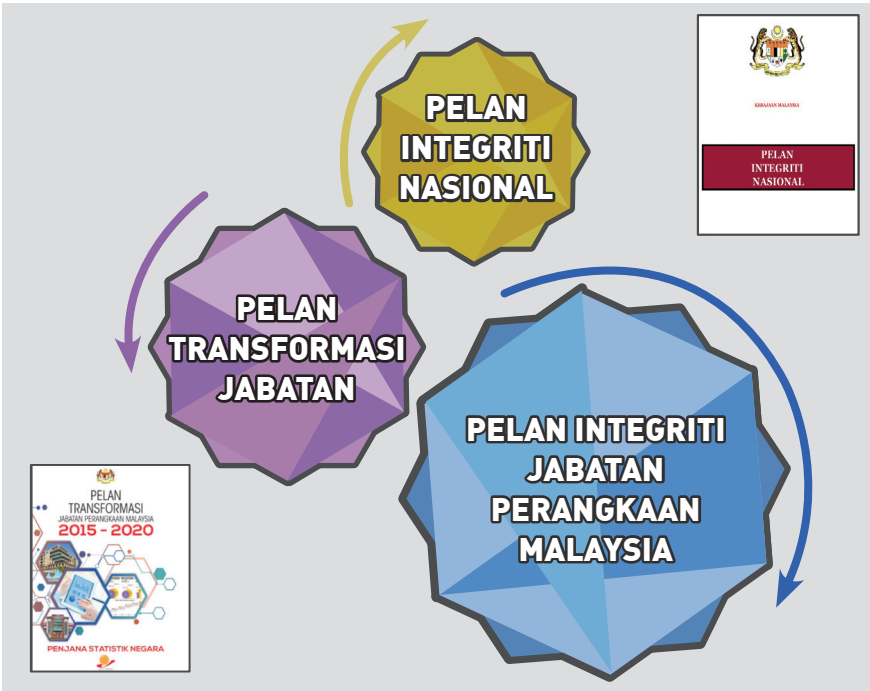 PELAN
INTEGRITI
NASIONAL
KERAJAAN MALAYSIA
PELAN
INTEGRITI
NASIONAL
PELAN
TRANSFORMASI
JABATAN
PELAN INTEGRITI
JABATAN
PERANGKAAN
MALAYSIA
PELAN
TRANSFORMASI
JABATAN PERANGKAAN MALAYSIA
2015 - 2020
PENJANA STATISTIK NEGARA